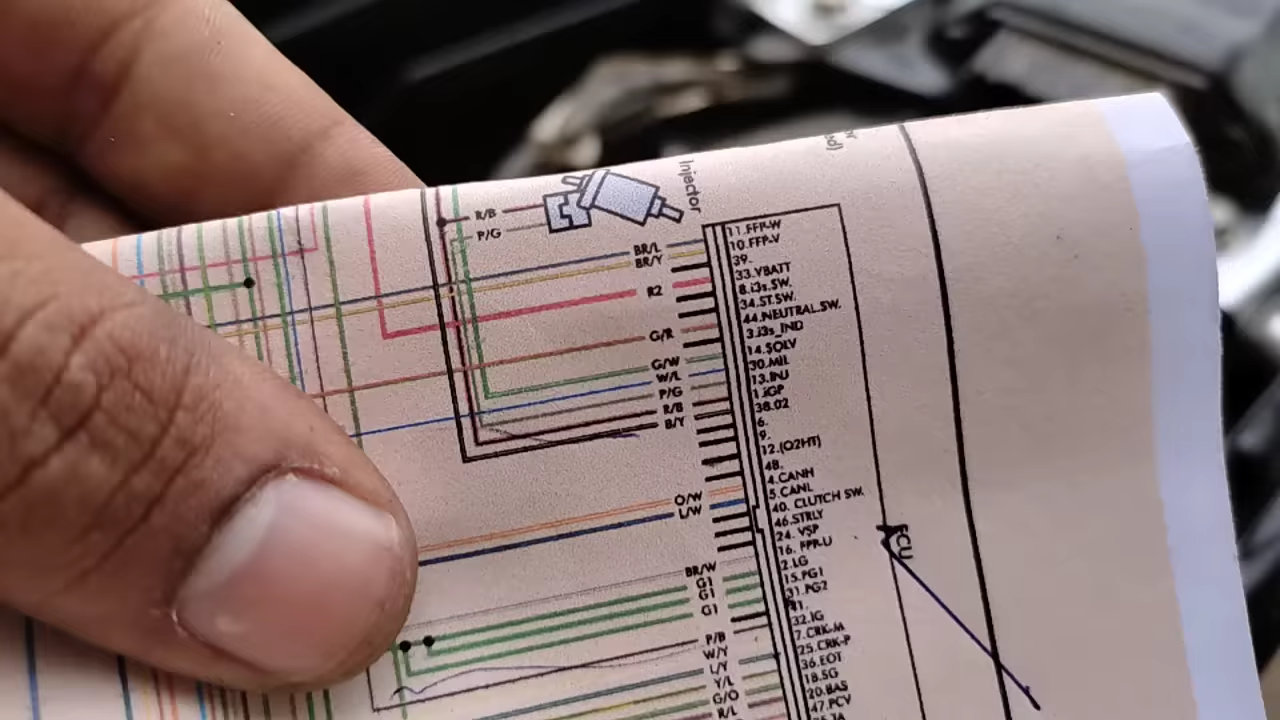 Injector
R/B
P/G
BR/L
BR/Y
R2
G/R
G/W
W/L
P/G
R/B
B/Y
O/W
L/W
BR/W
G1
G1
G1
P/B
W/Y
L/Y
Y/L
G/O
R/L
11.FFP-W
10.FFP-V
39.
33.VBATT
8.i3s.SW.
34.ST.SW.
44.NEUTRAL.SW.
3.i3s_IND
14.SOLV
30.MIL
13.INJ
1.IGP
38.02
6.
9.
12.(O2HT)
48.
4.CANH
5.CANL
40. CLUTCH SW.
46.STRLY
24. VSP
16. FPP-U
2.LG
15.PG1
31.PG2
32.IG
7.CRK-M
25.CRK-P
36.EOT
18.SG
20.BAS
47.PCV
ECU